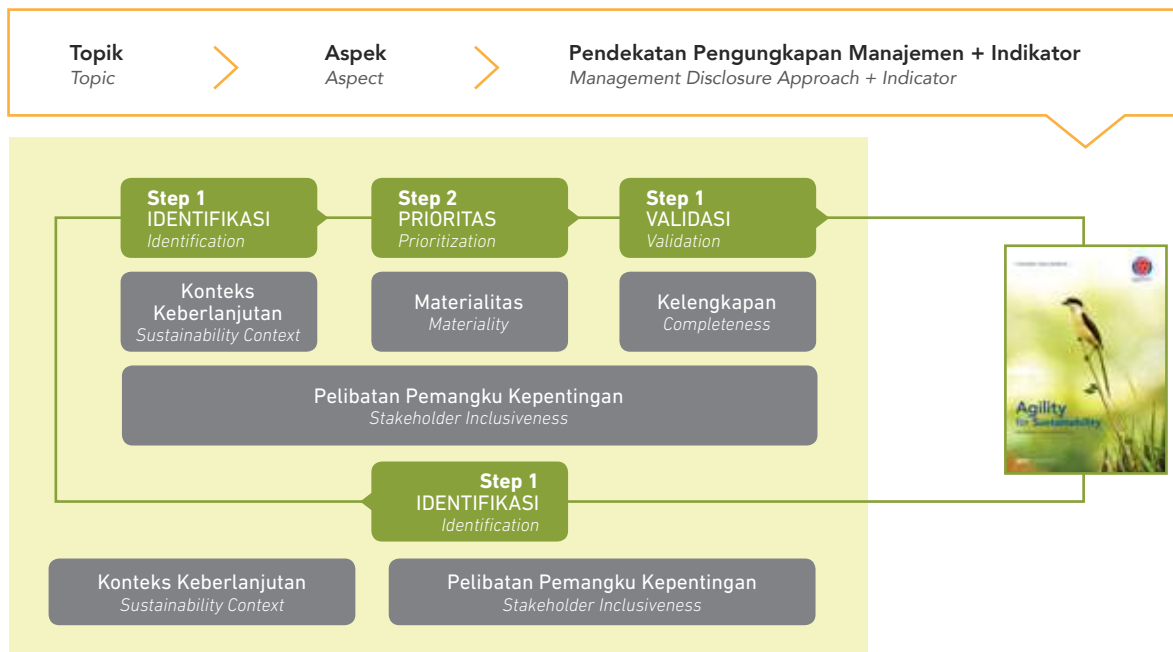 Topik
Topic
Aspek
Aspect
Pendekatan Pengungkapan Manajemen + Indikator
Management Disclosure Approach + Indicator
Step 1
IDENTIFIKASI
Identification
Step 2
PRIORITAS
Prioritization
Step 1
VALIDASI
Validation
Konteks
Keberlanjutan
Sustainability Context
Materialitas
Materiality
Kelengkapan
Completeness
Pelibatan Pemangku Kepentingan
Stakeholder Inclusiveness
Agility
for Sustainability
Step 1
IDENTIFIKASI
Identification
Konteks Keberlanjutan
Sustainability Context
Pelibatan Pemangku Kepentingan
Stakeholder Inclusiveness